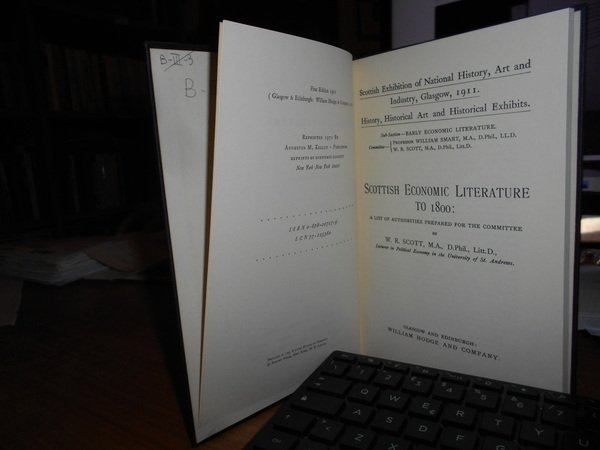 B-III-3
B-
First Edition 1911
( Glasgow & Edinburgh: William Hodge & Company
REPRINTED 1971 BY
AUGUSTUS M. KELLEY · PUBLISHERS
REPRINTS OF ECONOMIC CLASSICS
New York New York 10001
ISBN
LCN
Scottish Exhibition of National History, Art and
Industry, Glasgow, 1911.
History, Historical Art and Historical Exhibits.
Sub-Section—EARLY ECONOMIC LITERATURE.
Committee— PROFESSOR WILLIAM SMART, M.A., D.Phil., LL.D.
W. R. SCOTT, M.A., D.Phil., Litt.D.
SCOTTISH ECONOMIC LITERATURE
TO 1800:
A LIST OF AUTHORITIES PREPARED FOR THE COMMITTEE
BY
W. R. SCOTT, M.A., D.Phil., Litt.D.,
Lecturer in Political Economy in the University of St. Andrews.
GLASGOW AND EDINBURGH:
WILLIAM HODGE AND COMPANY.
Q W E R T Y
A S D F G